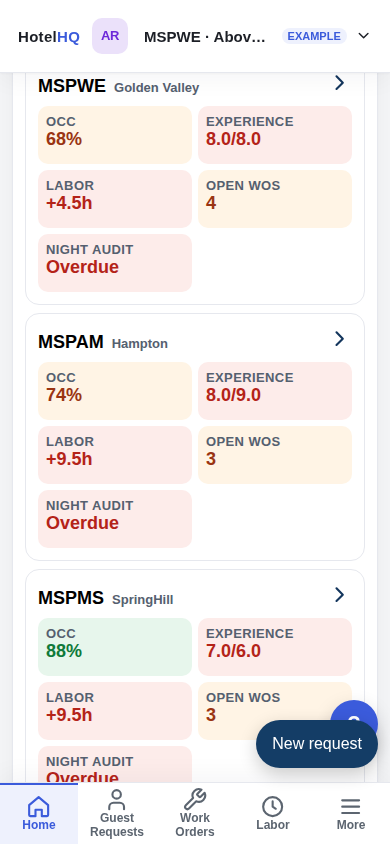 HotelHQ AR MSPWE · Abov... EXAMPLE
MSPWE Golden Valley
OCC EXPERIENCE
68% 8.0/8.0
LABOR OPEN WOS
+4.5h 4
NIGHT AUDIT
Overdue
MSPAM Hampton
OCC EXPERIENCE
74% 8.0/9.0
LABOR OPEN WOS
+9.5h 3
NIGHT AUDIT
Overdue
MSPMS SpringHill
OCC EXPERIENCE
88% 7.0/6.0
LABOR OPEN WOS
+9.5h 3
New request
NIGHT AUDIT
Overdue
Home Guest Requests Work Orders Labor More